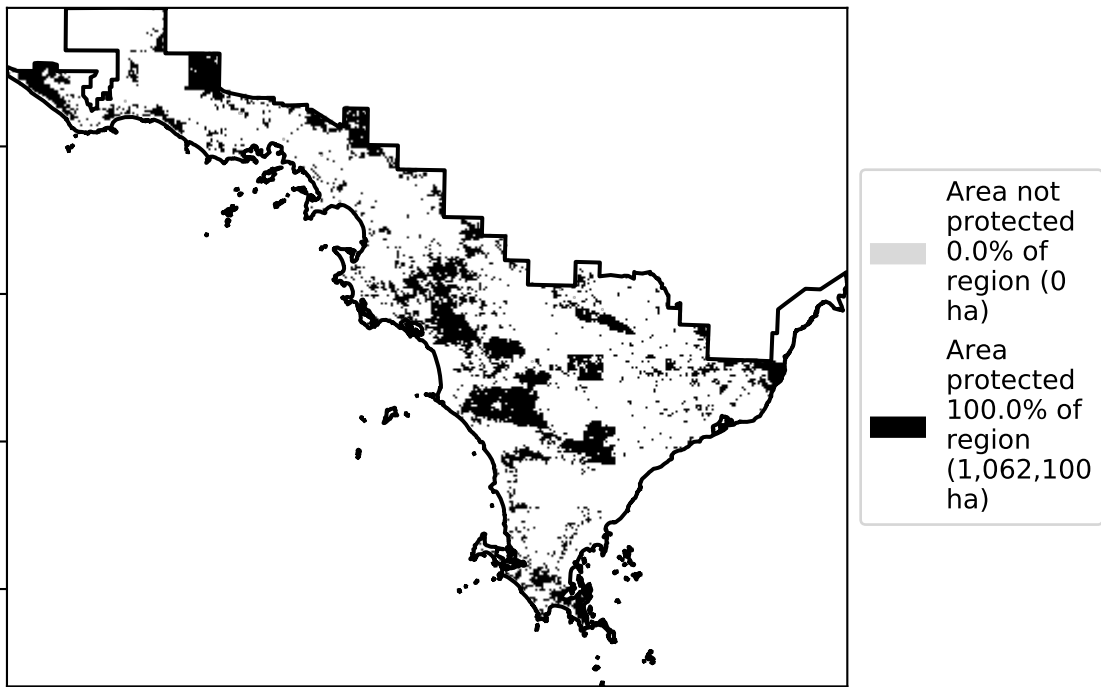 Area not
protected
0.0% of
region (0
ha)
Area
protected
100.0% of
region
(1,062,100
ha)